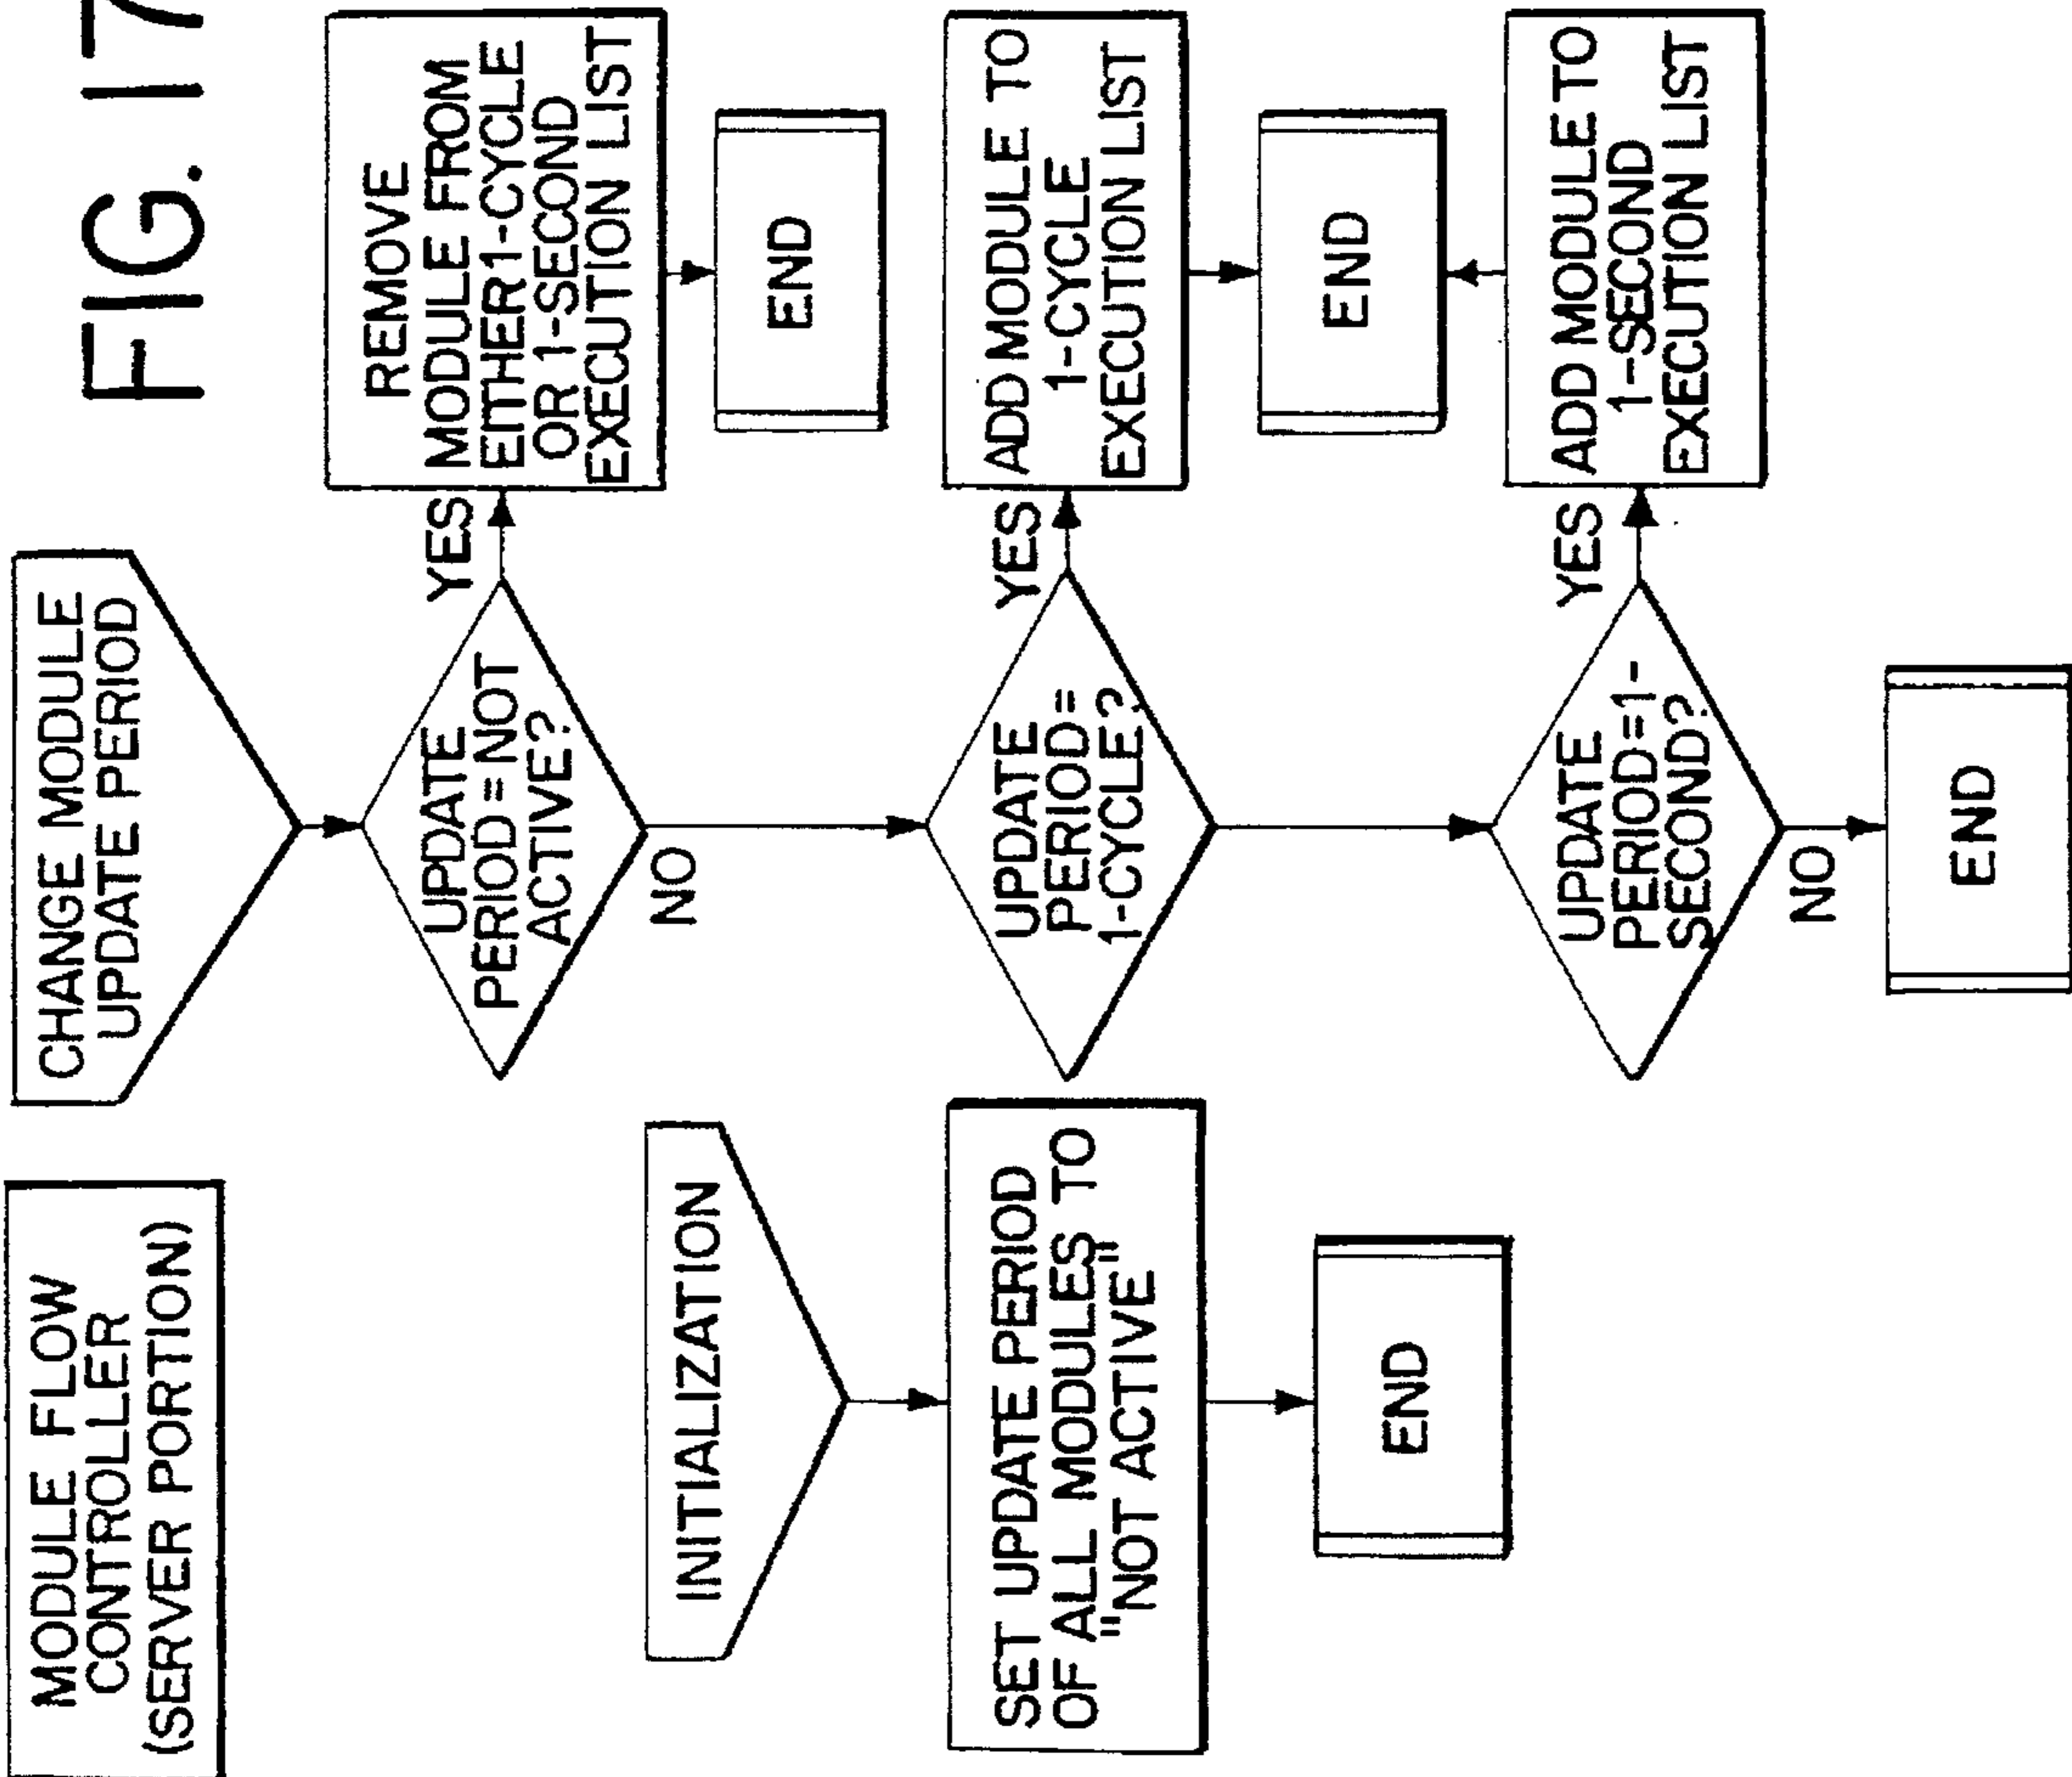 FIG. 17
MODULE FLOW
CONTROLLER
(SERVER PORTION)
INITIALIZATION
SET UPDATE PERIOD
OF ALL MODULES TO
"NOT ACTIVE"
END
CHANGE MODULE
UPDATE PERIOD
UPDATE
PERIOD = NOT
ACTIVE?
YES
REMOVE
MODULE FROM
EITHER 1-CYCLE
OR 1-SECOND
EXECUTION LIST
END
NO
UPDATE
PERIOD=
1-CYCLE?
YES
ADD MODULE TO
1-CYCLE
EXECUTION LIST
END
UPDATE
PERIOD=1-
SECOND?
YES
ADD MODULE TO
1-SECOND
EXECUTION LIST
NO
END